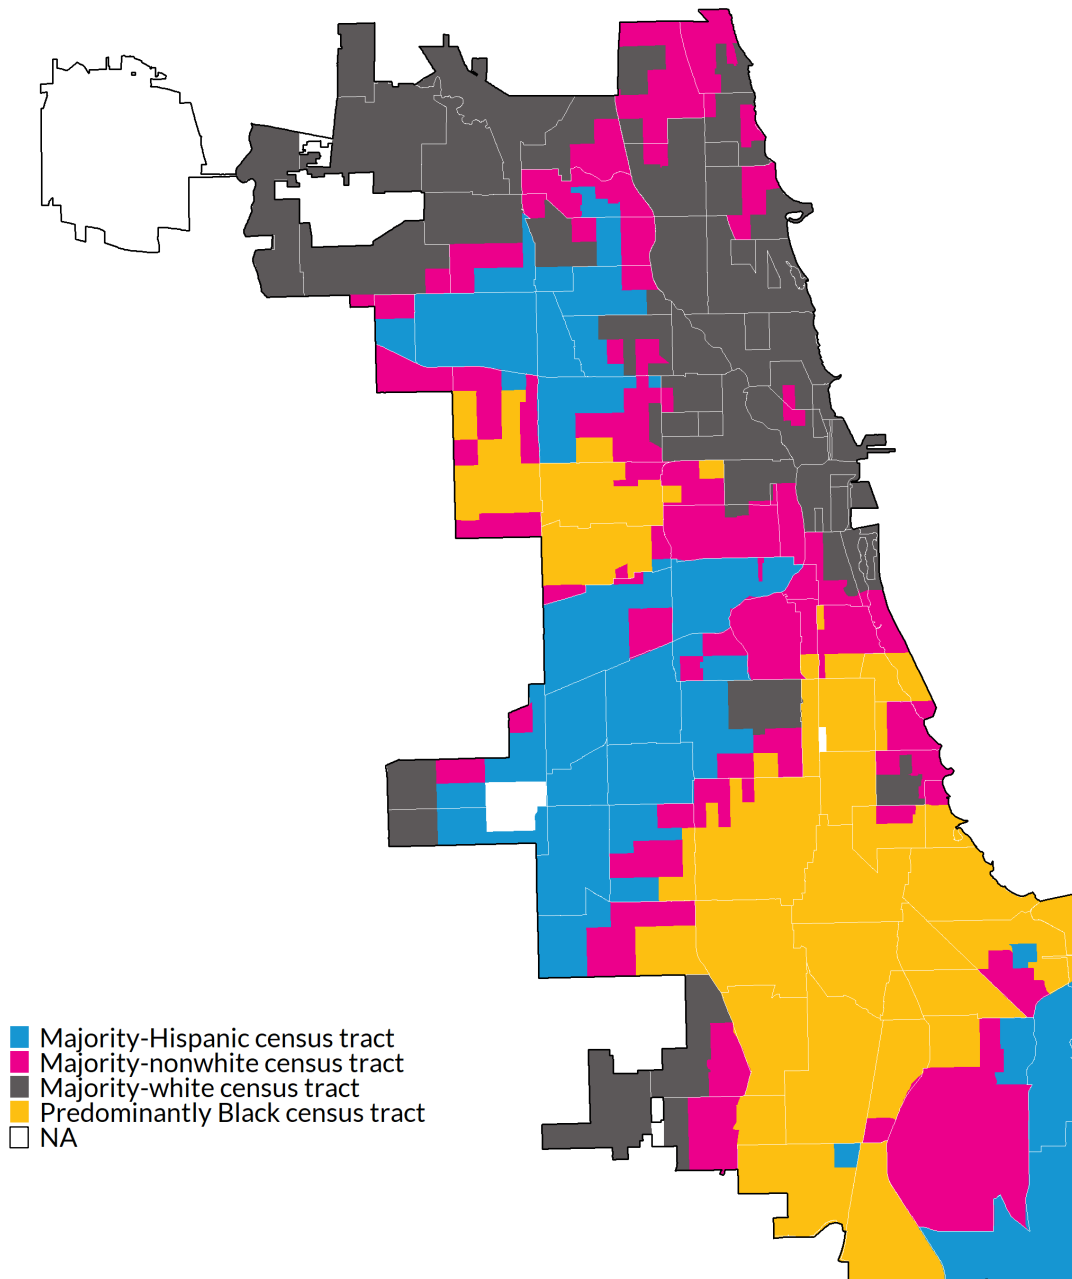 Majority-Hispanic census tract
Majority-nonwhite census tract
Majority-white census tract
Predominantly Black census tract
NA